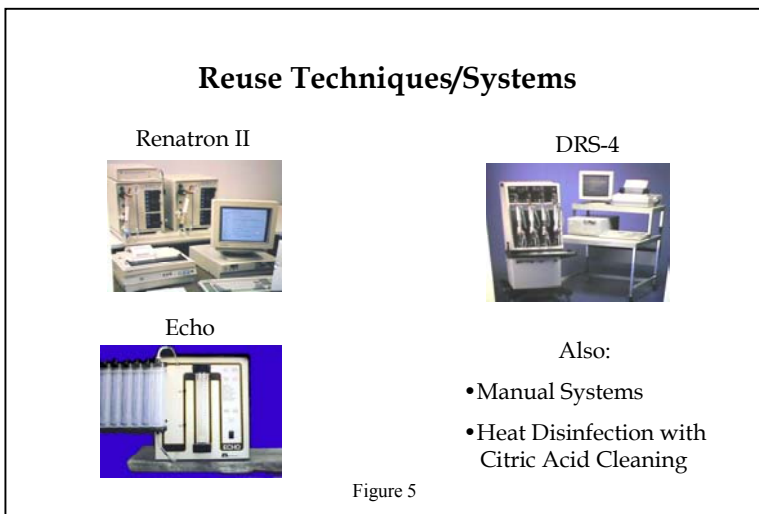 Reuse Techniques/Systems
Renatron II
DRS-4
Echo
ECHO
Also:
•Manual Systems
•Heat Disinfection with
Citric Acid Cleaning
Figure 5